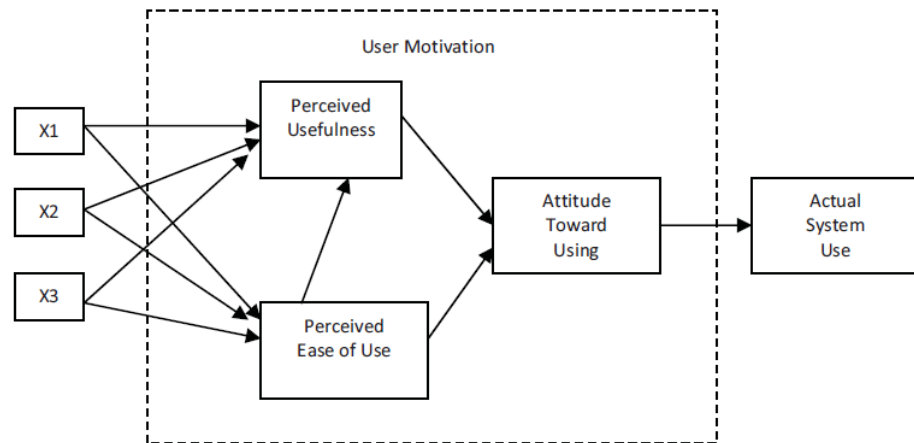 User Motivation
X1
X2
X3
Perceived
Usefulness
Perceived
Ease of Use
Attitude
Toward
Using
Actual
System
Use